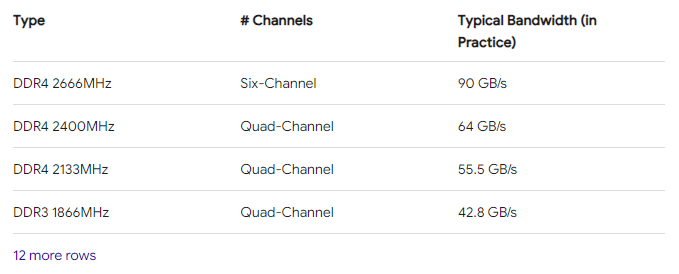 Type # Channels Typical Bandwidth (in
Practice)
DDR4 2666MHz Six-Channel 90 GB/s
DDR4 2400MHz Quad-Channel 64 GB/s
DDR4 2133MHz Quad-Channel 55.5 GB/s
DDR3 1866MHz Quad-Channel 42.8 GB/s
12 more rows